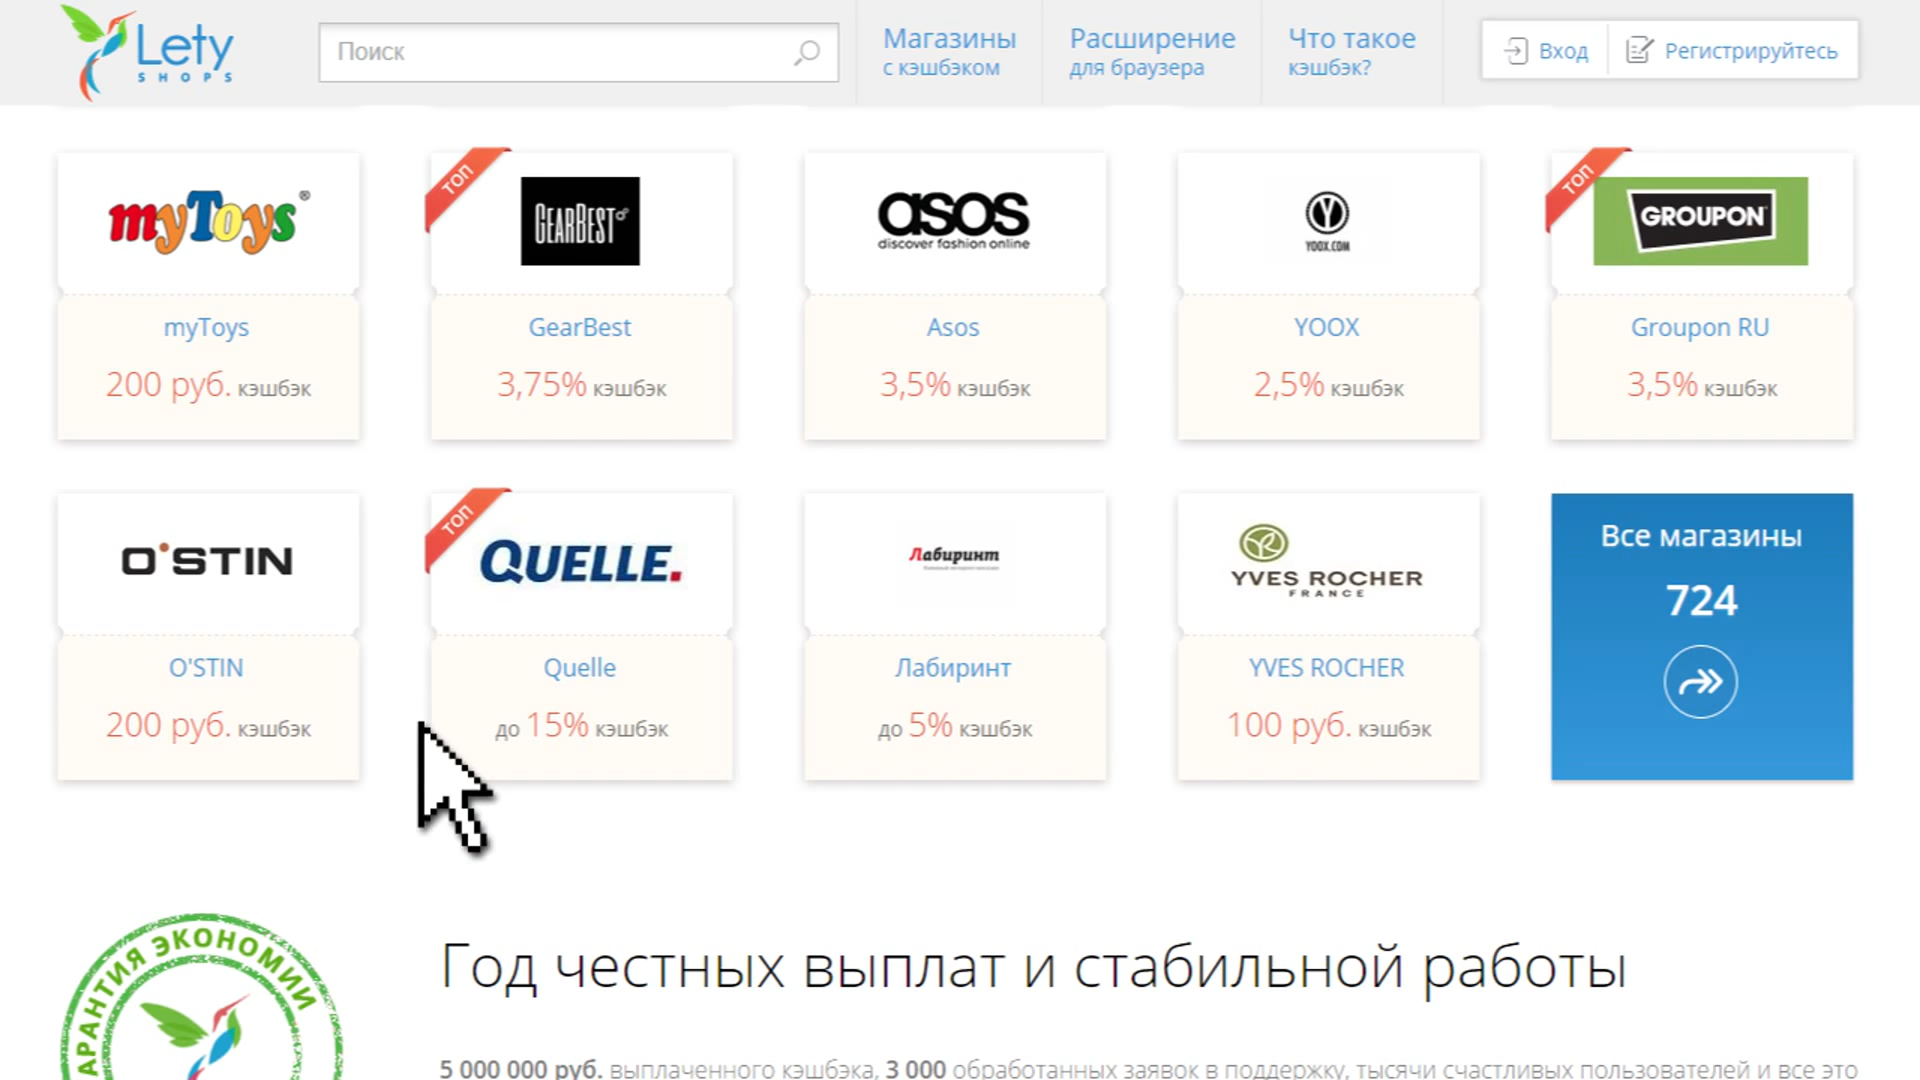 Lety
SHOPS
Поиск
Магазины
с кэшбэком
Расширение
для браузера
Что такое
кэшбэк?
Вход
Регистрируйтесь
myToys®
ТОП
GEARBEST
asos
discover fashion online
YOOX.COM
ТОП
GROUPON
myToys
GearBest
Asos
YOOX
Groupon RU
200 руб. кэшбэк
3,75% кэшбэк
3,5% кэшбэк
2,5% кэшбэк
3,5% кэшбэк
O'STIN
ТОП
QUELLE.
Лабиринт
YVES ROCHER
FRANCE
Все магазины
724
O'STIN
Quelle
Лабиринт
YVES ROCHER
200 руб. кэшбэк
до 15% кэшбэк
до 5% кэшбэк
100 руб. кэшбэк
АРАНТИЯ ЭКОНОМИИ
Год честных выплат и стабильной работы
5 000 000 руб. выплаченного кэшбэка, 3 000 обработанных заявок в поддержку, тысячи счастливых пользователей и все это